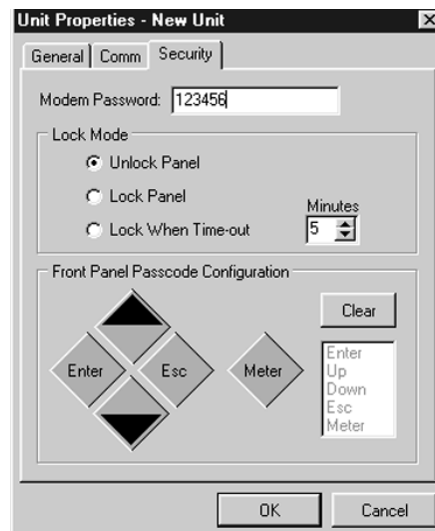 Unit Properties - New Unit
General Comm Security
Modem Password: 123456
Lock Mode
Unlock Panel
Lock Panel
Minutes
Lock When Time-out 5
Front Panel Passcode Configuration
Clear
Enter Esc Meter
Enter
Up
Down
Esc
Meter
OK Cancel